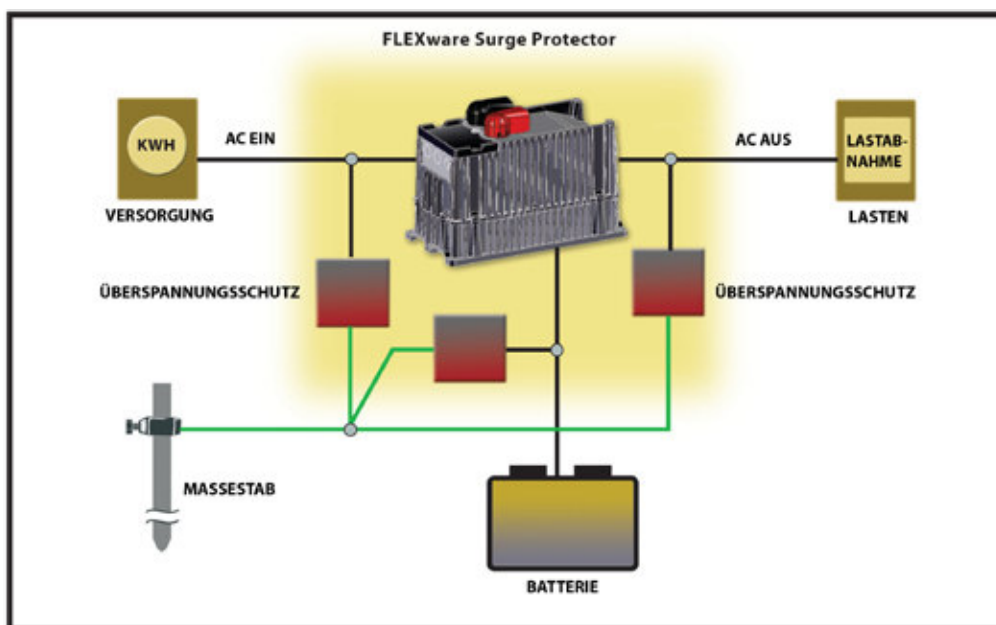 FLEXware Surge Protector
KWH
AC EIN
AC AUS
LASTAB-
NAHME
VERSORGUNG
LASTEN
ÜBERSPANNUNGSSCHUTZ
ÜBERSPANNUNGSSCHUTZ
MASSESTAB
BATTERIE